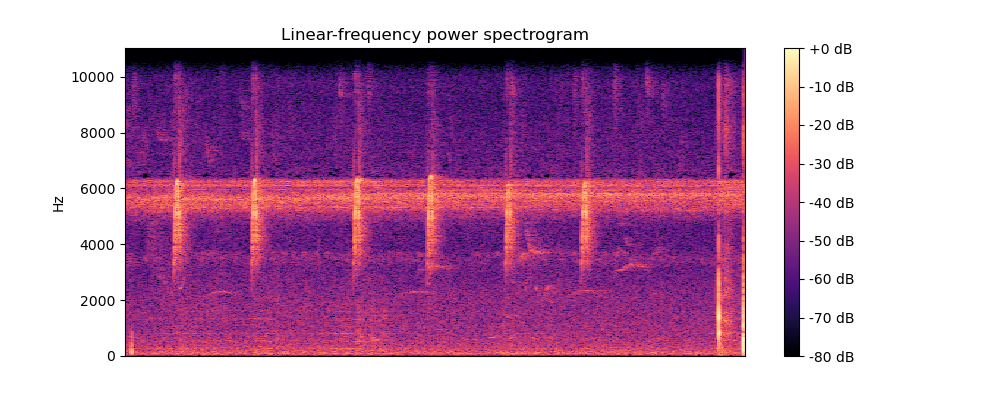 Linear-frequency power spectrogram
Hz
10000
8000
6000
4000
2000
0
+0 dB
-10 dB
-20 dB
-30 dB
-40 dB
-50 dB
-60 dB
-70 dB
-80 dB